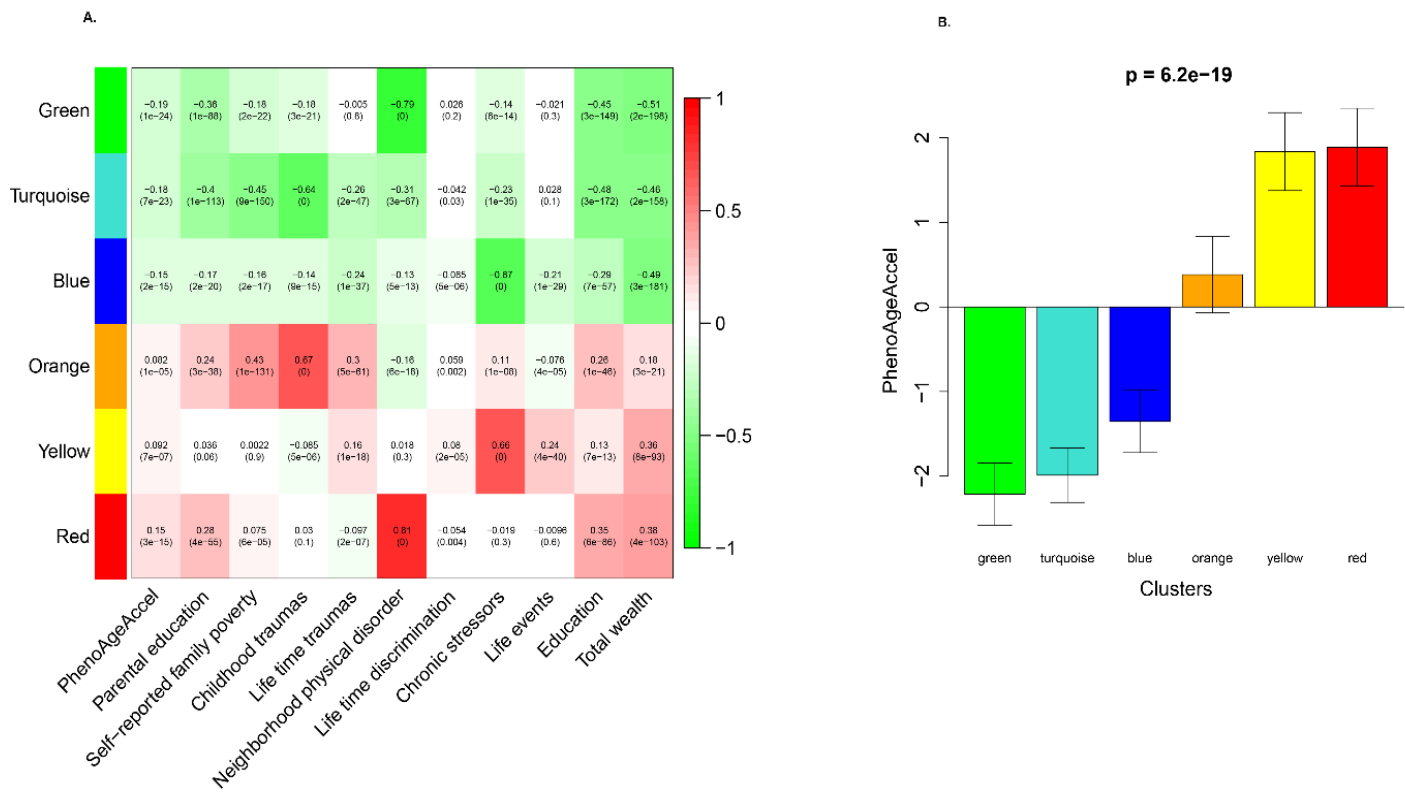 A.
Green
−0.19 −0.38 −0.18 −0.18 −0.005 −0.79 0.026 −0.14 −0.021 −0.45 −0.51
(1e−24) (1e−88) (2e−22) (3e−21) (0.8) (0) (0.2) (8e−14) (0.3) (3e−149) (2e−198)
Turquoise
−0.18 −0.4 −0.45 −0.64 −0.26 −0.31 −0.042 −0.23 0.028 −0.48 −0.46
(7e−23) (1e−113) (9e−150) (0) (2e−47) (3e−67) (0.03) (1e−35) (0.1) (3e−172) (2e−158)
Blue
−0.15 −0.17 −0.16 −0.14 −0.24 −0.13 −0.085 −0.67 −0.21 −0.29 −0.49
(2e−15) (2e−20) (2e−17) (9e−15) (1e−37) (5e−13) (5e−06) (0) (1e−29) (7e−57) (3e−181)
Orange
0.082 0.24 0.43 0.67 0.3 −0.16 0.059 0.11 −0.076 0.26 0.18
(1e−05) (3e−38) (1e−131) (0) (5e−61) (6e−18) (0.002) (1e−08) (4e−05) (1e−46) (3e−21)
Yellow
0.092 0.036 0.0022 −0.085 0.16 0.018 0.08 0.66 0.24 0.13 0.36
(7e−07) (0.06) (0.9) (5e−06) (1e−18) (0.3) (2e−05) (0) (4e−40) (7e−13) (6e−93)
Red
0.15 0.28 0.075 0.03 −0.097 0.81 −0.054 −0.019 −0.0096 0.35 0.38
(3e−15) (4e−55) (6e−05) (0.1) (2e−07) (0) (0.004) (0.3) (0.6) (6e−86) (4e−103)
PhenoAgeAccel
Parental education
Self−reported family poverty
Childhood traumas
Life time traumas
Neighborhood physical disorder
Life time discrimination
Chronic stressors
Life events
Education
Total wealth
1
0.5
0
−0.5
−1
B.
p = 6.2e−19
PhenoAgeAccel
2
1
0
−1
−2
green turquoise blue orange yellow red
Clusters